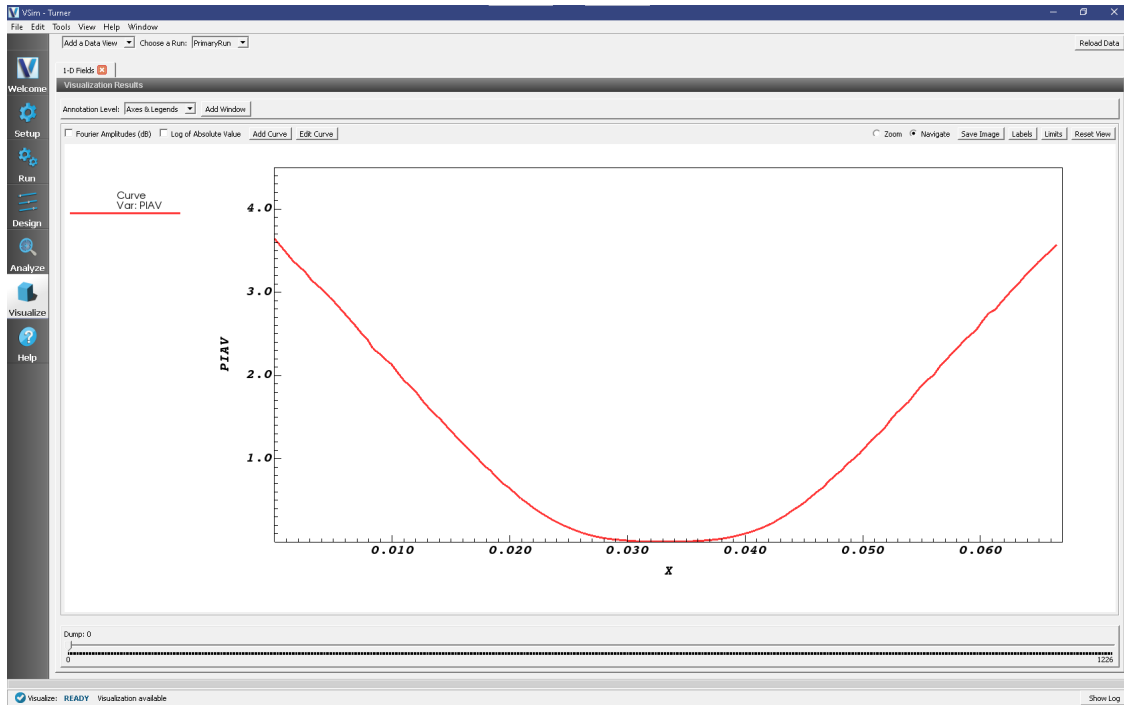 VSim - Turner
File Edit Tools View Help Window
Add a Data View Choose a Run: PrimaryRun Reload Data
1-D Fields
Visualization Results
Annotation Level: Axes & Legends Add Window
Fourier Amplitudes (dB) Log of Absolute Value Add Curve Edit Curve Zoom Navigate Save Image Labels Limits Reset View
Welcome
Setup
Run
Design
Analyze
Visualize
Help
Curve
Var: PIAV
4.0
3.0
2.0
1.0
PIAV
0.010 0.020 0.030 0.040 0.050 0.060
X
Dump: 0
0 1226
Visualize: READY Visualization available Show Log